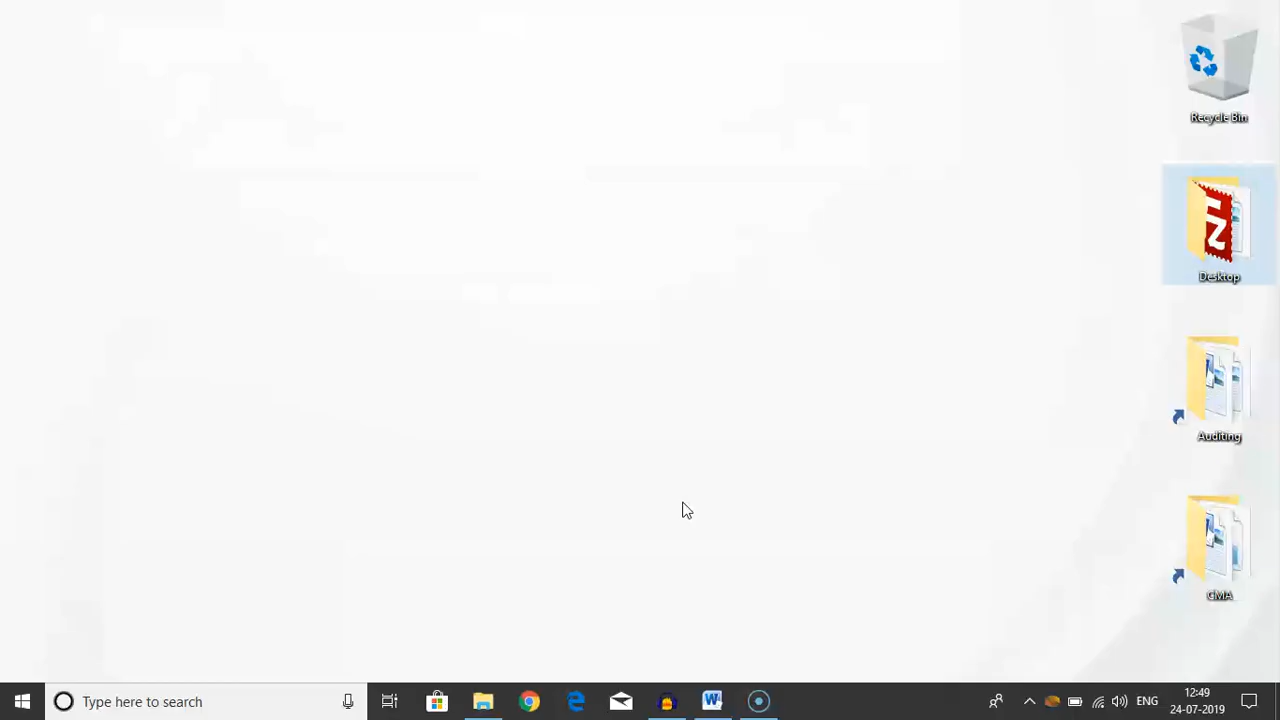 Recycle Bin
Desktop
Auditing
CMA
Type here to search
W
ENG
12:49
24-07-2019